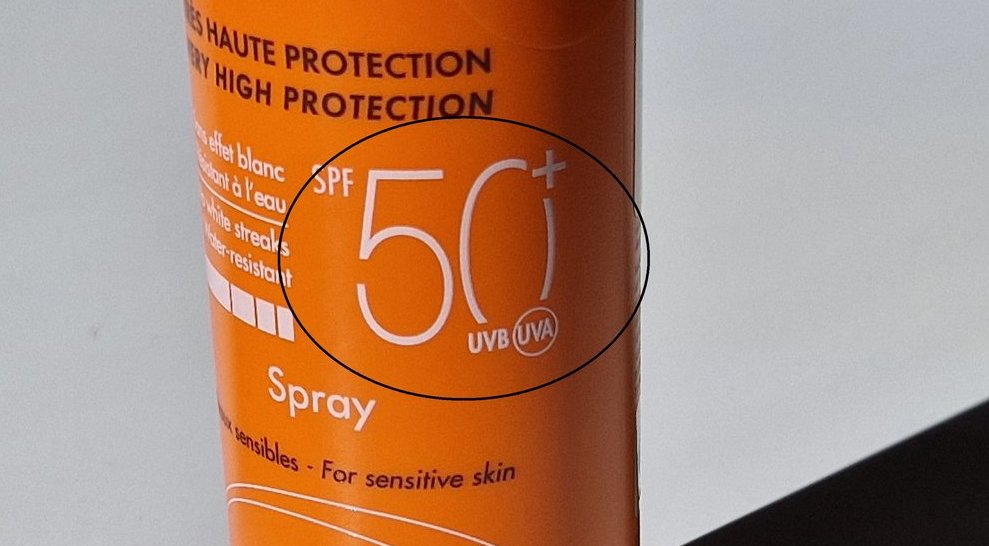 HAUTE PROTECTION
HIGH PROTECTION
effet blanc
à l'eau
white streaks
Water-resistant
SPF 50+
UVB UVA
Spray
sensibles - For sensitive skin